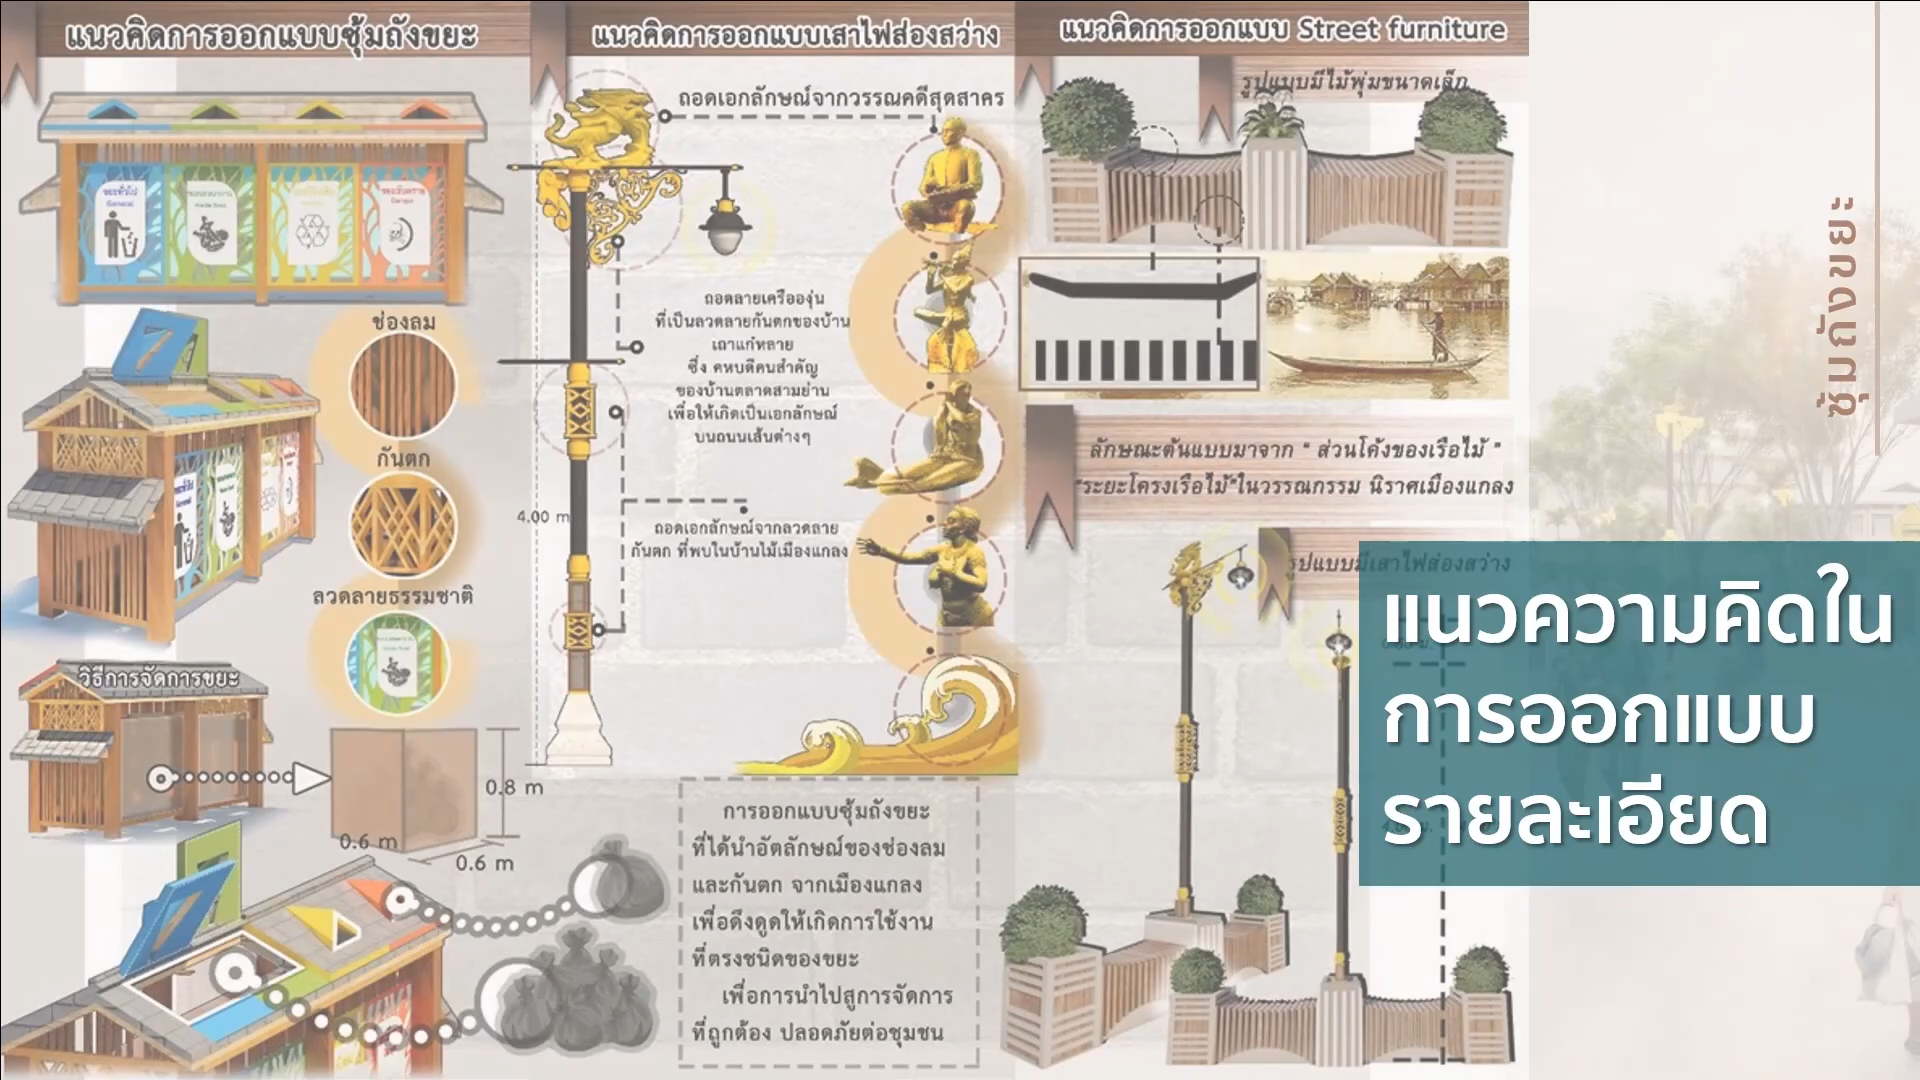 แนวคิดการออกแบบซุ้มถังขยะ
ขยะทั่วไป
General
ช่องลม
กันตก
ลวดลายธรรมชาติ
วิธีการจัดการขยะ
0.8 m
0.6 m
0.6 m
แนวคิดการออกแบบเสาไฟส่องสว่าง
ถอดเอกลักษณ์จากวรรณคดีสุดสาคร
ถอดลายเครือองุ่น
ที่เป็นลวดลายกันตกของบ้าน
เถาแก่หลาย
ซึ่ง คหบดีคนสำคัญ
ของบ้านตลาดสามย่าน
เพื่อให้เกิดเป็นเอกลักษณ์
บนถนนเส้นต่างๆ
4.00 m
ถอดเอกลักษณ์จากลวดลาย
กันตก ที่พบในบ้านไม้เมืองแกลง
การออกแบบซุ้มถังขยะ
ที่ได้นำอัตลักษณ์ของช่องลม
และกันตก จากเมืองแกลง
เพื่อดึงดูดให้เกิดการใช้งาน
ที่ตรงชนิดของขยะ
เพื่อการนำไปสู่การจัดการ
ที่ถูกต้อง ปลอดภัยต่อชุมชน
แนวคิดการออกแบบ Street furniture
รูปแบบมีไม้พุ่มขนาดเล็ก
ลักษณะต้นแบบมาจาก " ส่วนโค้งของเรือไม้ "
"ระยะโครงเรือไม้"ในวรรณกรรม นิราศเมืองแกลง
รูปแบบมีเสาไฟส่องสว่าง
แนวความคิดใน
การออกแบบ
รายละเอียด